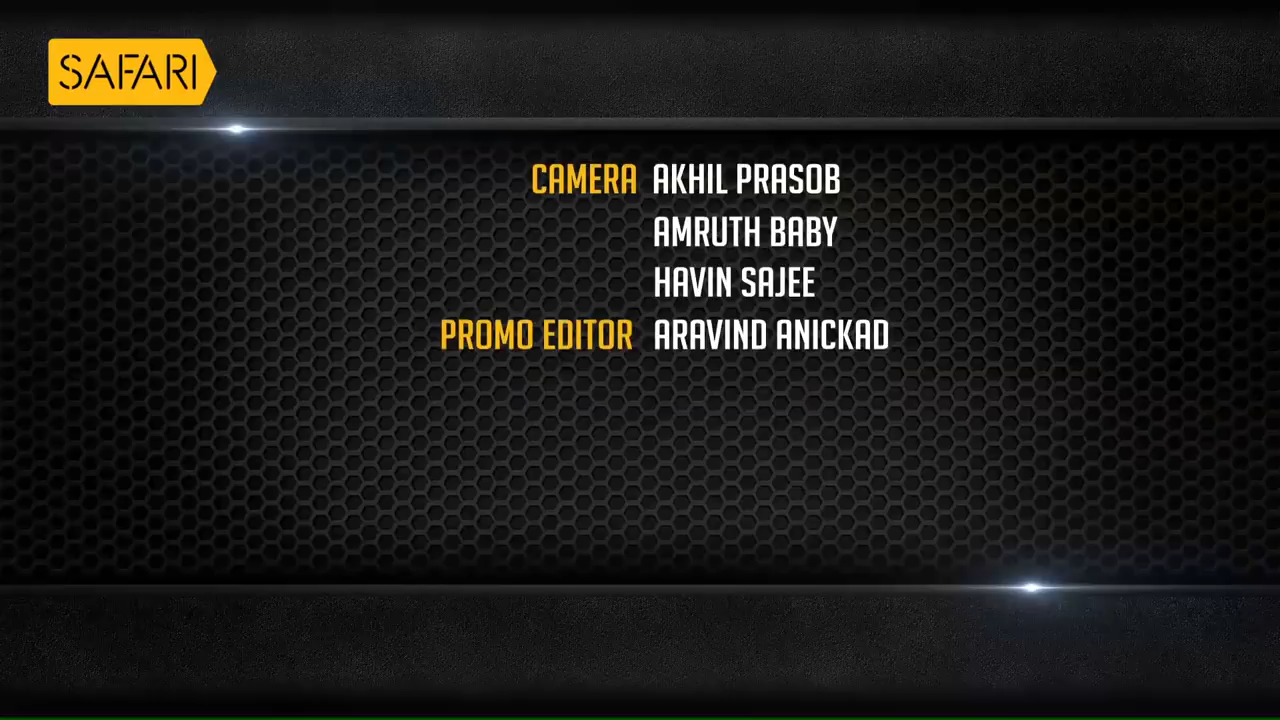 SAFARI
CAMERA AKHIL PRASOB
AMRUTH BABY
HAVIN SAJEE
PROMO EDITOR ARAVIND ANICKAD